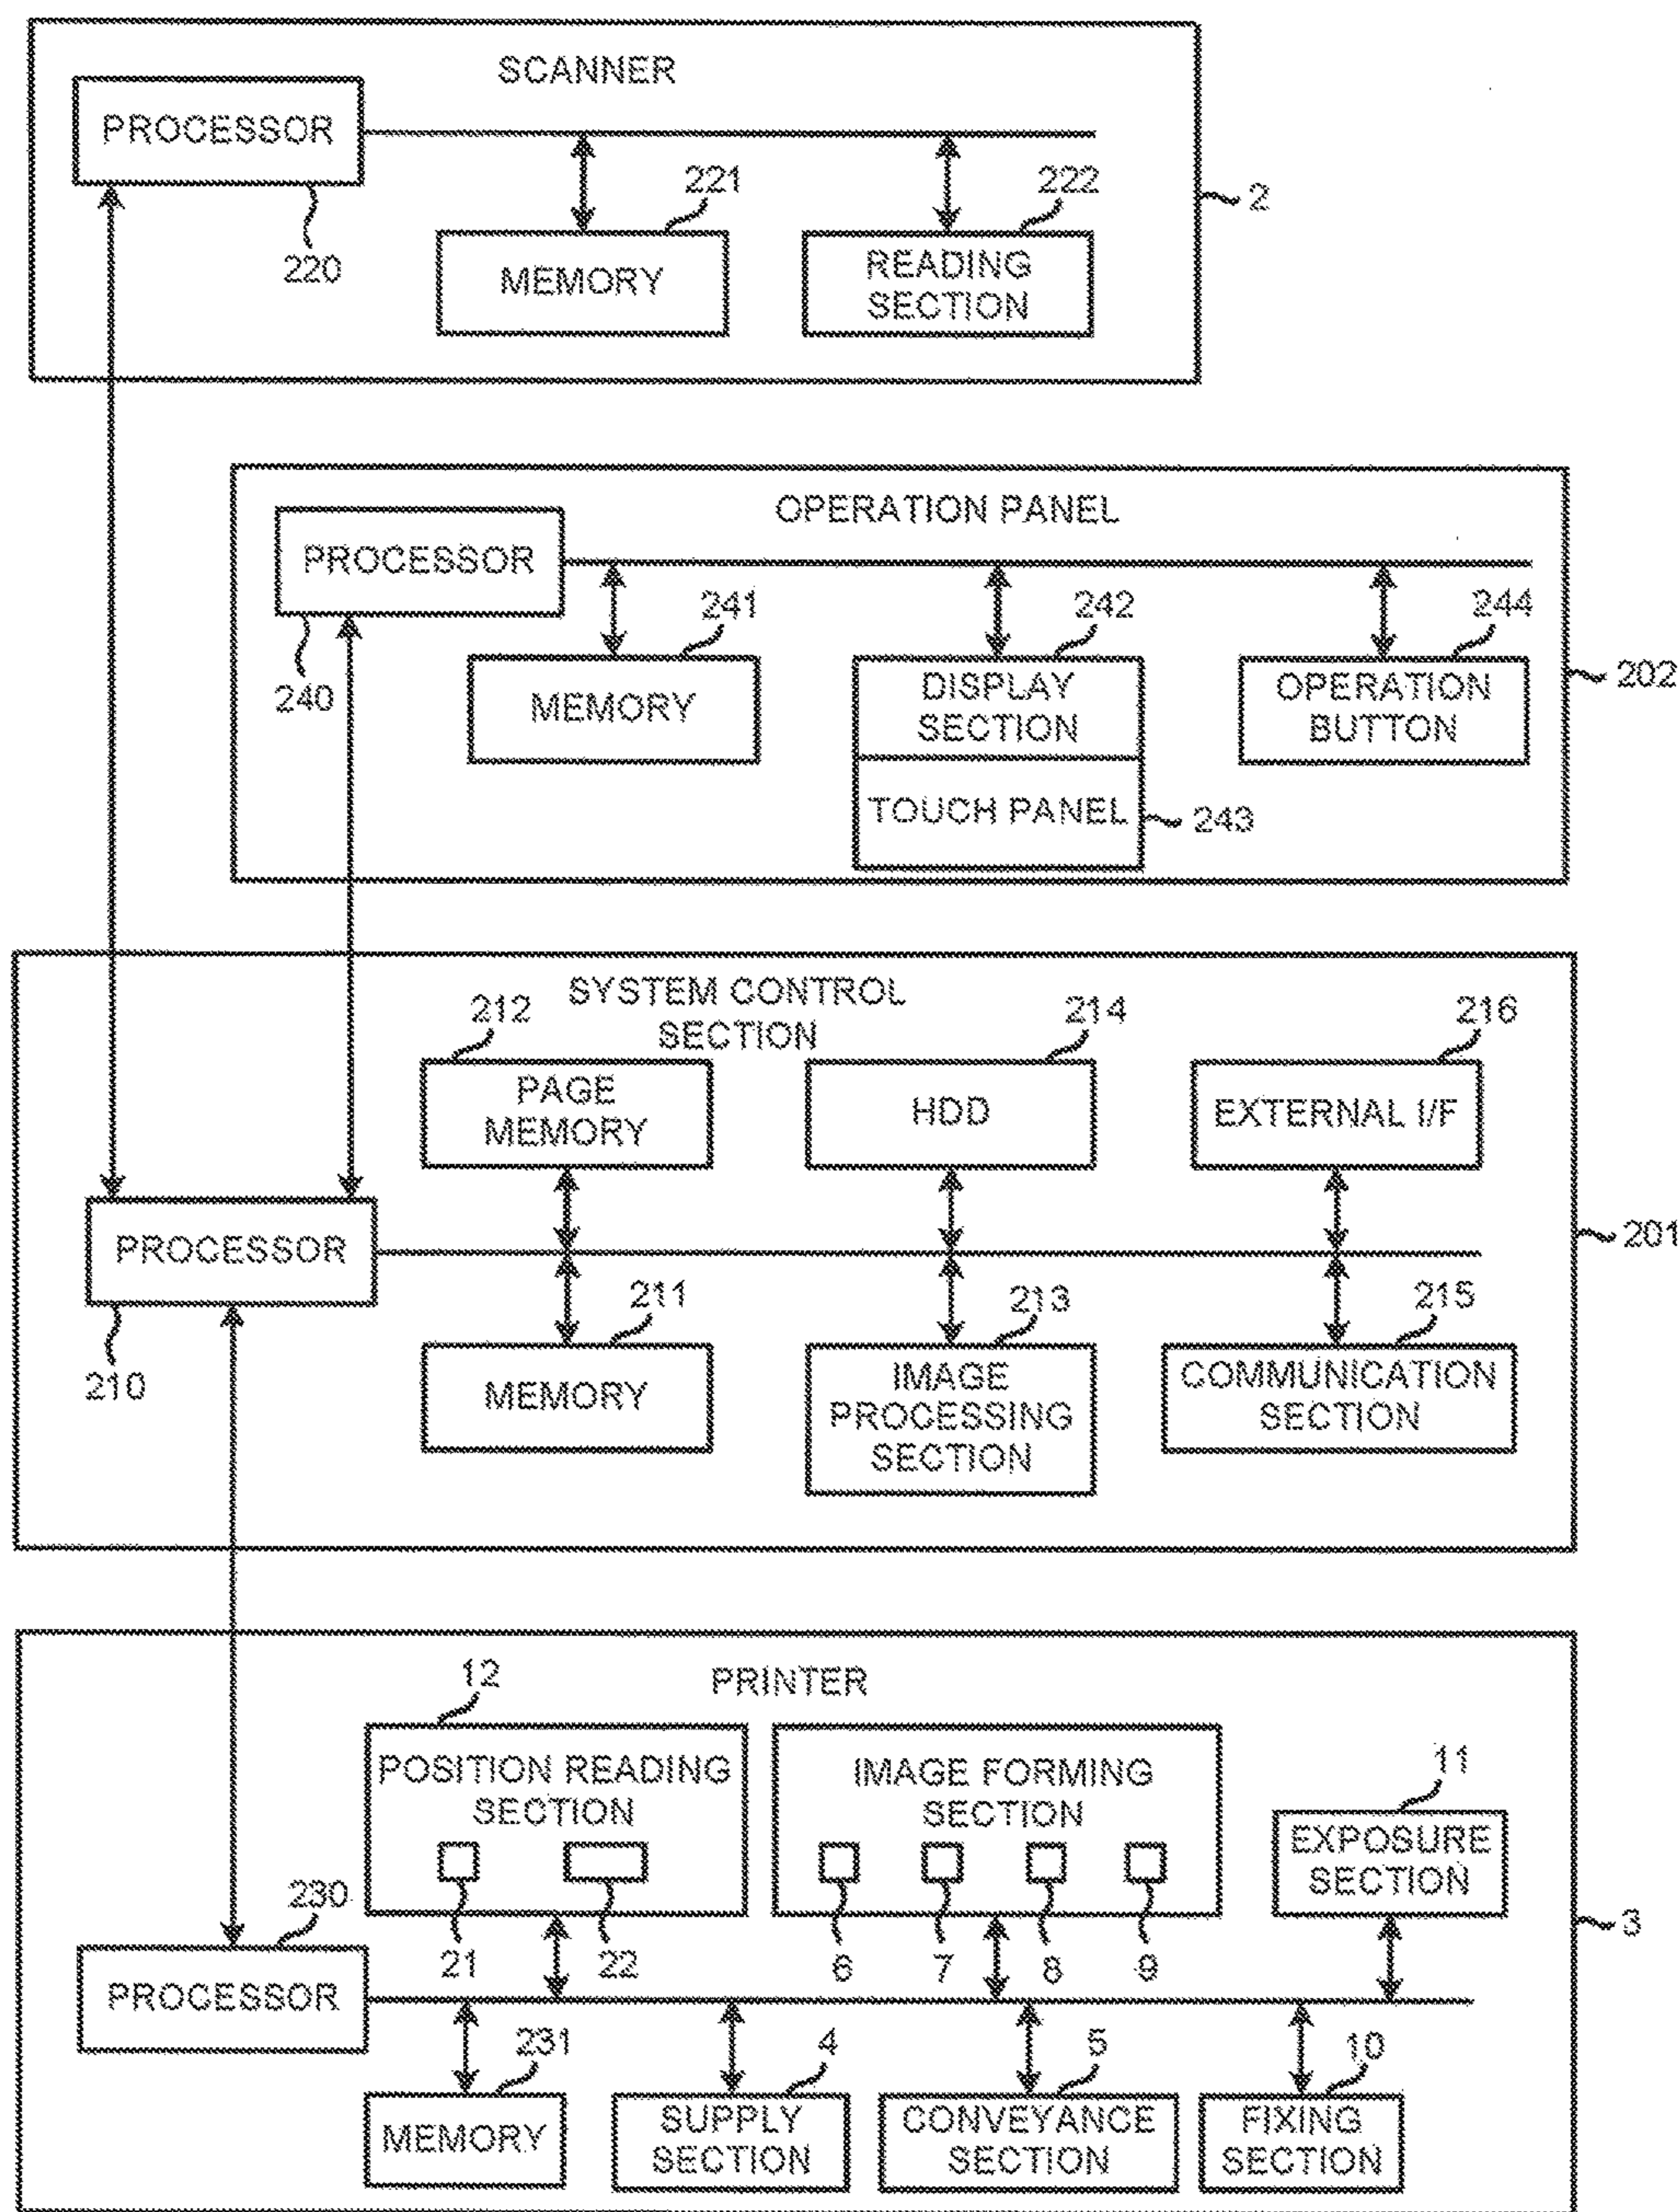 SCANNER
PROCESSOR
221
222
2
220
MEMORY
READING
SECTION
OPERATION PANEL
PROCESSOR
241
242
244
240
MEMORY
DISPLAY
SECTION
OPERATION
BUTTON
202
TOUCH PANEL
243
SYSTEM CONTROL
SECTION
212
214
216
PAGE
MEMORY
HDD
EXTERNAL I/F
PROCESSOR
201
211
213
215
210
MEMORY
IMAGE
PROCESSING
SECTION
COMMUNICATION
SECTION
PRINTER
12
POSITION READING
SECTION
IMAGE FORMING
SECTION
11
EXPOSURE
SECTION
230
21
22
6
7
8
9
3
PROCESSOR
231
4
5
10
MEMORY
SUPPLY
SECTION
CONVEYANCE
SECTION
FIXING
SECTION